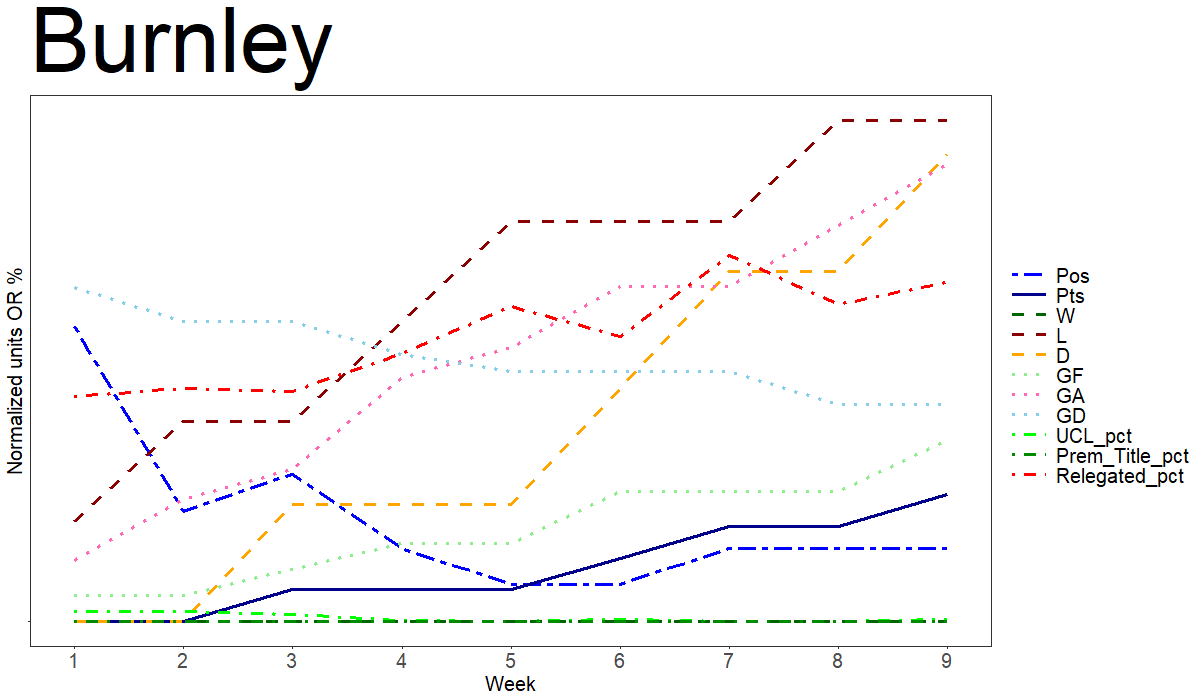 Burnley
Normalized units OR %
1 2 3 4 5 6 7 8 9
Week
Pos
Pts
W
L
D
GF
GA
GD
UCL_pct
Prem_Title_pct
Relegated_pct